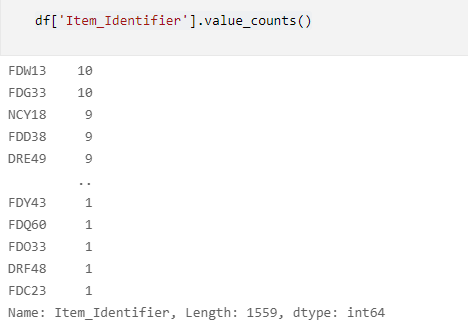 df['Item_Identifier'].value_counts()
FDW13    10
FDG33    10
NCY18     9
FDD38     9
DRE49     9
         ..
FDY43     1
FDQ60     1
FDO33     1
DRF48     1
FDC23     1
Name: Item_Identifier, Length: 1559, dtype: int64